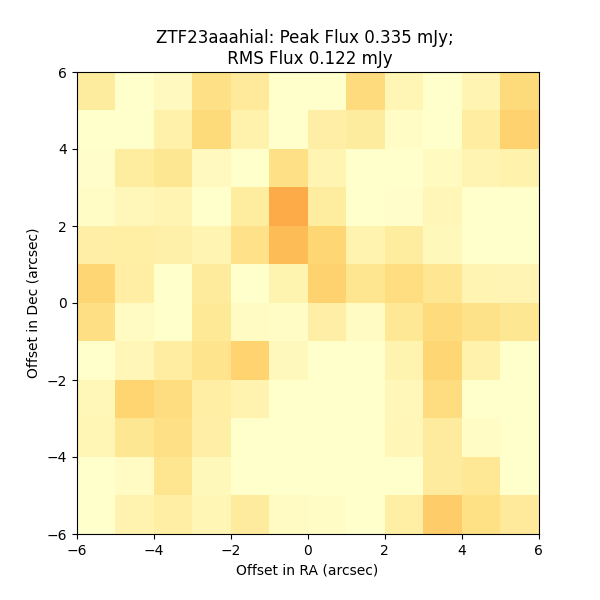 ZTF23aaahial: Peak Flux 0.335 mJy;
RMS Flux 0.122 mJy
6
4
2
0
−2
−4
−6
Offset in Dec (arcsec)
−6 −4 −2 0 2 4 6
Offset in RA (arcsec)